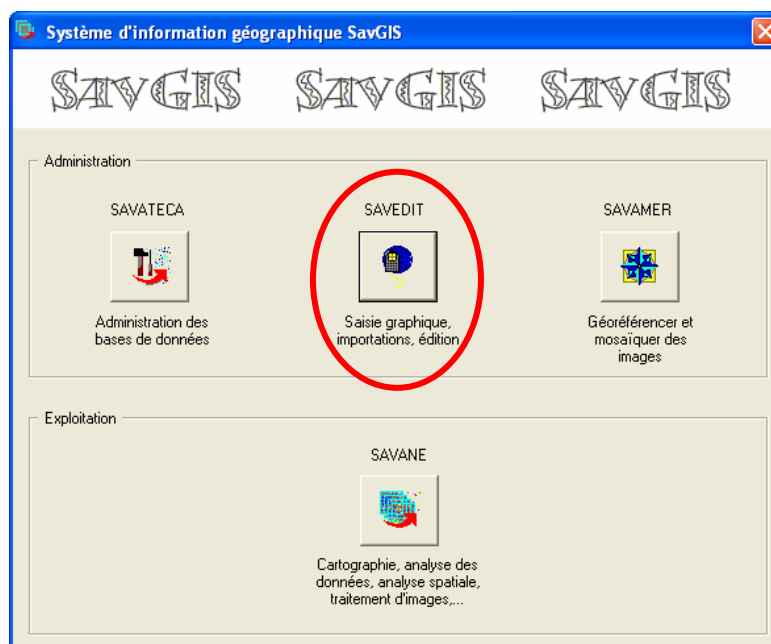 Système d'information géographique SavGIS
SAVGIS SAVGIS SAVGIS
Administration
SAVATECA
Administration des
bases de données
SAVEDIT
Saisie graphique,
importations, édition
SAVAMER
Géoréférencer et
mosaïquer des
images
Exploitation
SAVANE
Cartographie, analyse des
données, analyse spatiale,
traitement d'images,...